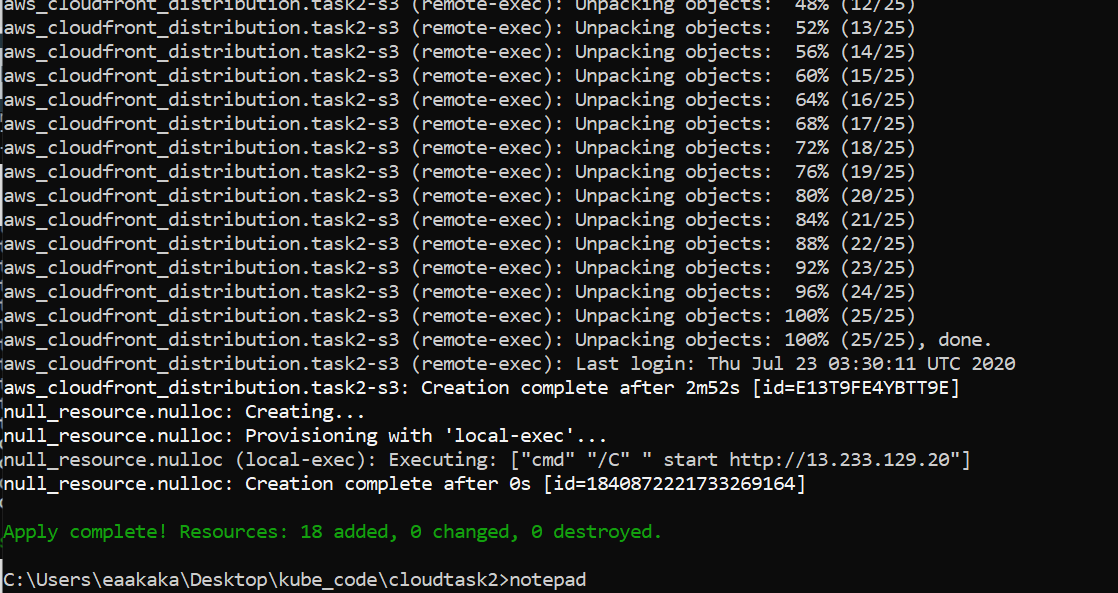 aws_cloudfront_distribution.task2-s3 (remote-exec): Unpacking objects:  48% (12/25)
aws_cloudfront_distribution.task2-s3 (remote-exec): Unpacking objects:  52% (13/25)
aws_cloudfront_distribution.task2-s3 (remote-exec): Unpacking objects:  56% (14/25)
aws_cloudfront_distribution.task2-s3 (remote-exec): Unpacking objects:  60% (15/25)
aws_cloudfront_distribution.task2-s3 (remote-exec): Unpacking objects:  64% (16/25)
aws_cloudfront_distribution.task2-s3 (remote-exec): Unpacking objects:  68% (17/25)
aws_cloudfront_distribution.task2-s3 (remote-exec): Unpacking objects:  72% (18/25)
aws_cloudfront_distribution.task2-s3 (remote-exec): Unpacking objects:  76% (19/25)
aws_cloudfront_distribution.task2-s3 (remote-exec): Unpacking objects:  80% (20/25)
aws_cloudfront_distribution.task2-s3 (remote-exec): Unpacking objects:  84% (21/25)
aws_cloudfront_distribution.task2-s3 (remote-exec): Unpacking objects:  88% (22/25)
aws_cloudfront_distribution.task2-s3 (remote-exec): Unpacking objects:  92% (23/25)
aws_cloudfront_distribution.task2-s3 (remote-exec): Unpacking objects:  96% (24/25)
aws_cloudfront_distribution.task2-s3 (remote-exec): Unpacking objects: 100% (25/25)
aws_cloudfront_distribution.task2-s3 (remote-exec): Unpacking objects: 100% (25/25), done.
aws_cloudfront_distribution.task2-s3 (remote-exec): Last login: Thu Jul 23 03:30:11 UTC 2020
aws_cloudfront_distribution.task2-s3: Creation complete after 2m52s [id=E13T9FE4YBTT9E]
null_resource.nulloc: Creating...
null_resource.nulloc: Provisioning with 'local-exec'...
null_resource.nulloc (local-exec): Executing: ["cmd" "/C" " start http://13.233.129.20"]
null_resource.nulloc: Creation complete after 0s [id=1840872221733269164]
Apply complete! Resources: 18 added, 0 changed, 0 destroyed.
C:\Users\eaakaka\Desktop\kube_code\cloudtask2>notepad